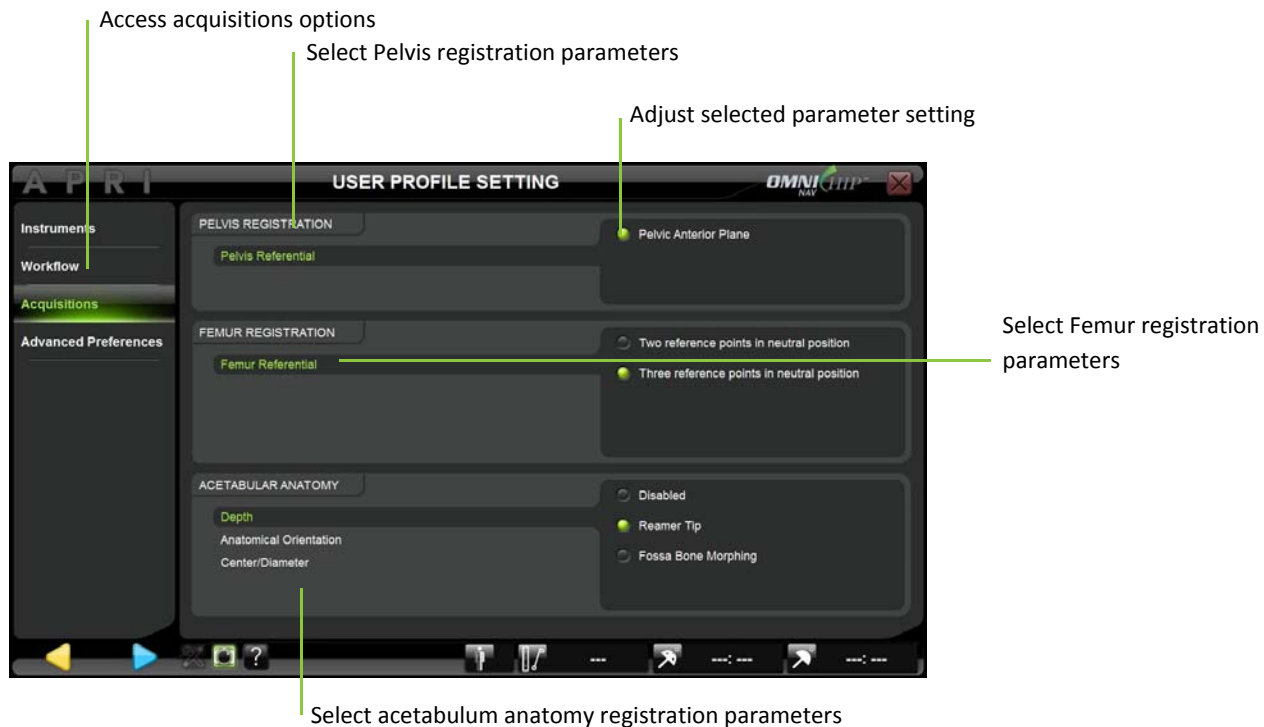 Access acquisitions options
Select Pelvis registration parameters
Adjust selected parameter setting
APRI
USER PROFILE SETTING
OMNI NAV HIP™
Instruments
Workflow
Acquisitions
Advanced Preferences
PELVIS REGISTRATION
Pelvis Referential
Pelvic Anterior Plane
FEMUR REGISTRATION
Femur Referential
Two reference points in neutral position
Three reference points in neutral position
Select Femur registration
parameters
ACETABULAR ANATOMY
Depth
Anatomical Orientation
Center/Diameter
Disabled
Reamer Tip
Fossa Bone Morphing
?
---
---: ---
---: ---
Select acetabulum anatomy registration parameters